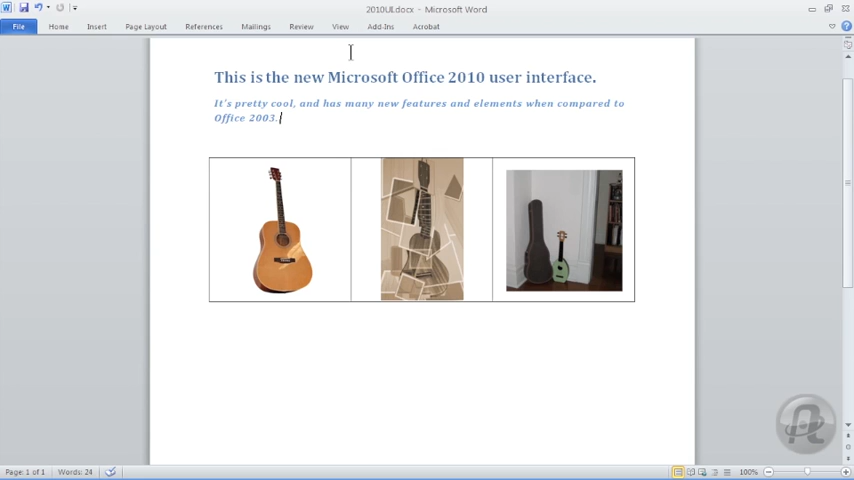 2010UI.docx - Microsoft Word
File Home Insert Page Layout References Mailings Review View Add-Ins Acrobat
This is the new Microsoft Office 2010 user interface.
It's pretty cool, and has many new features and elements when compared to
Office 2003.
Page: 1 of 1 Words: 24 100%